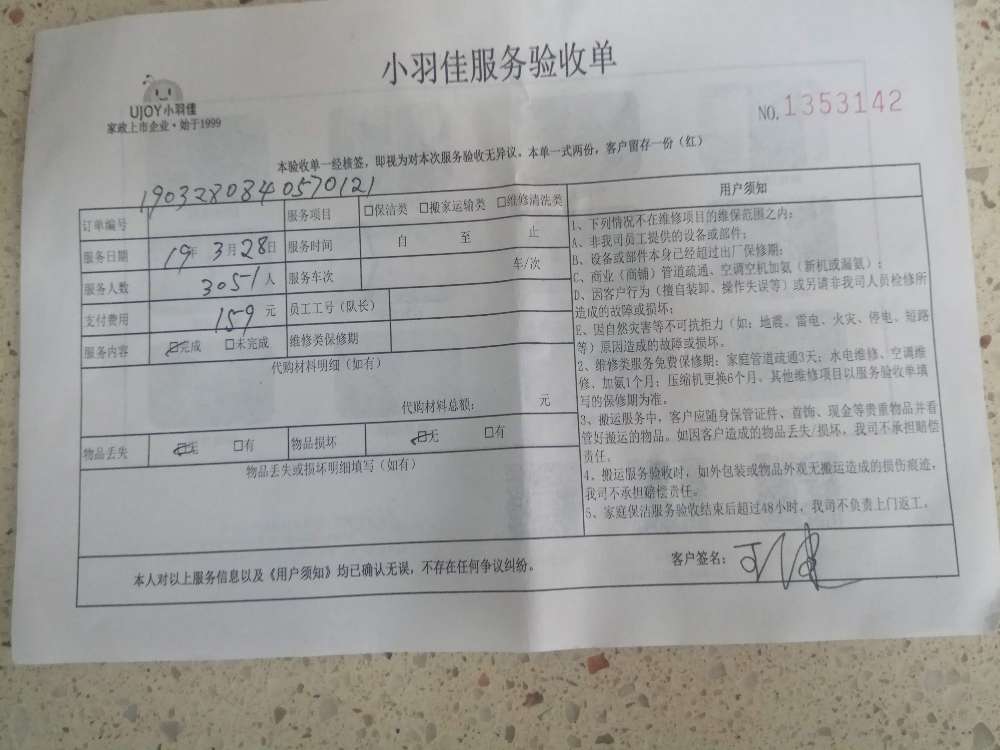 小羽佳服务验收单
UJOY小羽佳
家政上市企业·始于1999
NO.1353142
本验收单一经核签，即视为对本次服务验收无异议。本单一式两份，客户留存一份（红）
订单编号 1903280840570121 服务项目 □保洁类 □搬家运输类 □维修清洗类
服务日期 19年3月28日 服务时间 自 至 止
服务人数 3051人 服务车次 车/次
支付费用 159元 员工工号（队长）
服务内容 ☑完成 □未完成 维修类保修期
代购材料明细（如有）
代购材料总额： 元
物品丢失 ☑无 □有 物品损坏 ☑无 □有
物品丢失或损坏明细填写（如有）
用户须知
1、下列情况不在维修项目的维保范围之内：
A、非我司员工提供的设备或部件；
B、设备或部件本身已经超过出厂保修期；
C、商业（商铺）管道疏通、空调空机加氨（新机或漏氨）；
D、因客户行为（擅自装卸、操作失误等）或另请非我司人员检修所
造成的故障或损坏；
E、因自然灾害等不可抗拒力（如：地震、雷电、火灾、停电、短路
等）原因造成的故障或损坏。
2、维修类服务免费保修期：家庭管道疏通3天；水电维修、空调维
修、加氨1个月；压缩机更换6个月。其他维修项目以服务验收单填
写的保修期为准。
3、搬运服务中，客户应随身保管证件、首饰、现金等贵重物品并看
管好搬运的物品。如因客户造成的物品丢失/损坏，我司不承担赔偿
责任。
4、搬运服务验收时，如外包装或物品外观无搬运造成的损伤痕迹，
我司不承担赔偿责任。
5、家庭保洁服务验收结束后超过48小时，我司不负责上门返工。
本人对以上服务信息以及《用户须知》均已确认无误，不存在任何争议纠纷。
客户签名：